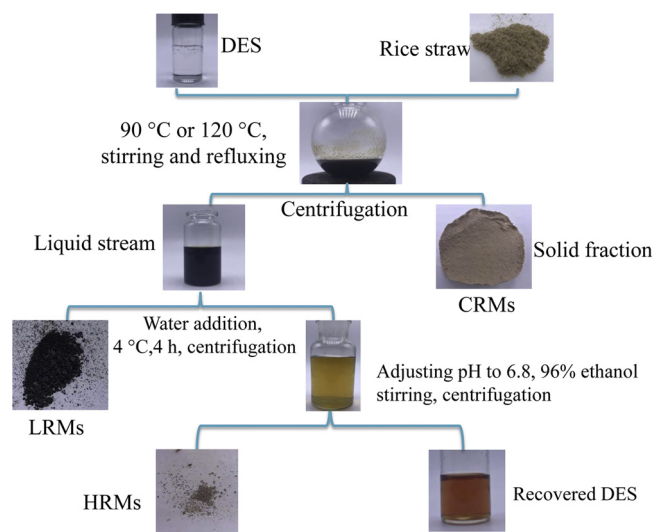 DES
Rice straw
90 °C or 120 °C,
stirring and refluxing
Centrifugation
Liquid stream
Solid fraction
CRMs
Water addition,
4 °C,4 h, centrifugation
Adjusting pH to 6.8, 96% ethanol
stirring, centrifugation
LRMs
HRMs
Recovered DES